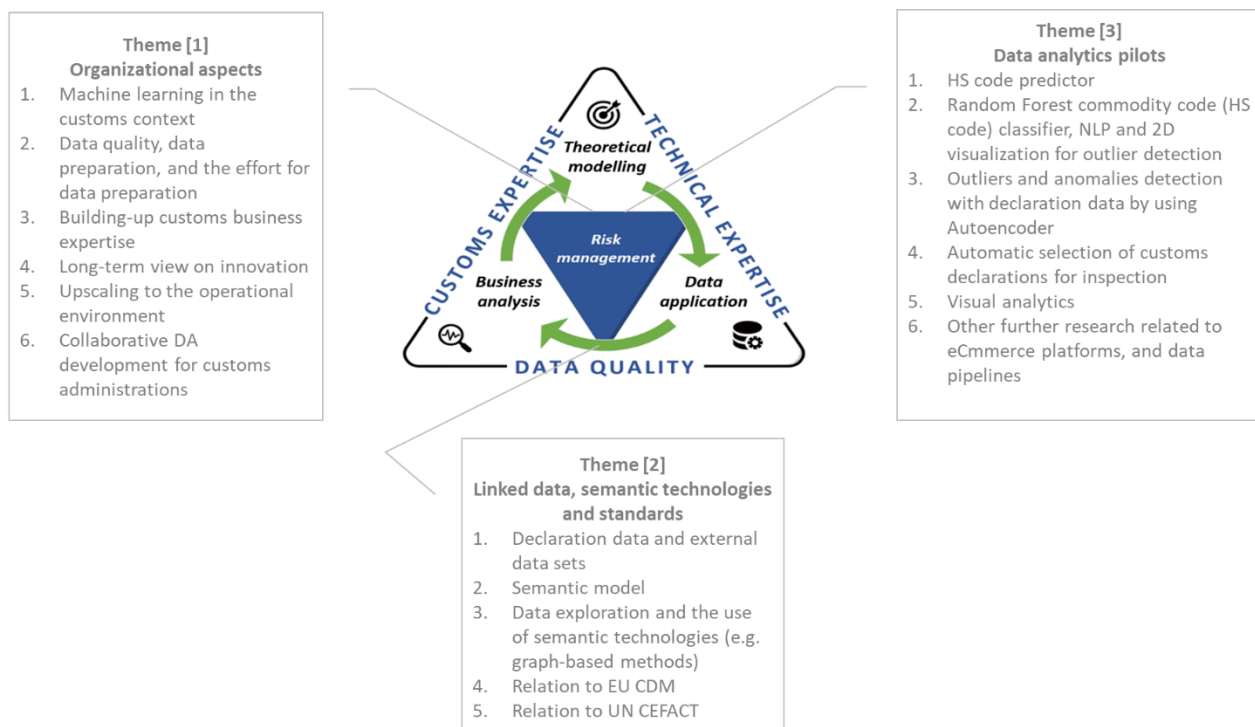 Theme [1]
Organizational aspects
1. Machine learning in the
customs context
2. Data quality, data
preparation, and the effort for
data preparation
3. Building-up customs business
expertise
4. Long-term view on innovation
5. Upscaling to the operational
environment
6. Collaborative DA
development for customs
administrations
CUSTOMS EXPERTISE
TECHNICAL EXPERTISE
DATA QUALITY
Theoretical
modelling
Risk
management
Business
analysis
Data
application
Theme [3]
Data analytics pilots
1. HS code predictor
2. Random Forest commodity code (HS
code) classifier, NLP and 2D
visualization for outlier detection
3. Outliers and anomalies detection
with declaration data by using
Autoencoder
4. Automatic selection of customs
declarations for inspection
5. Visual analytics
6. Other further research related to
eCmmerce platforms, and data
pipelines
Theme [2]
Linked data, semantic technologies
and standards
1. Declaration data and external
data sets
2. Semantic model
3. Data exploration and the use
of semantic technologies (e.g.
graph-based methods)
4. Relation to EU CDM
5. Relation to UN CEFACT